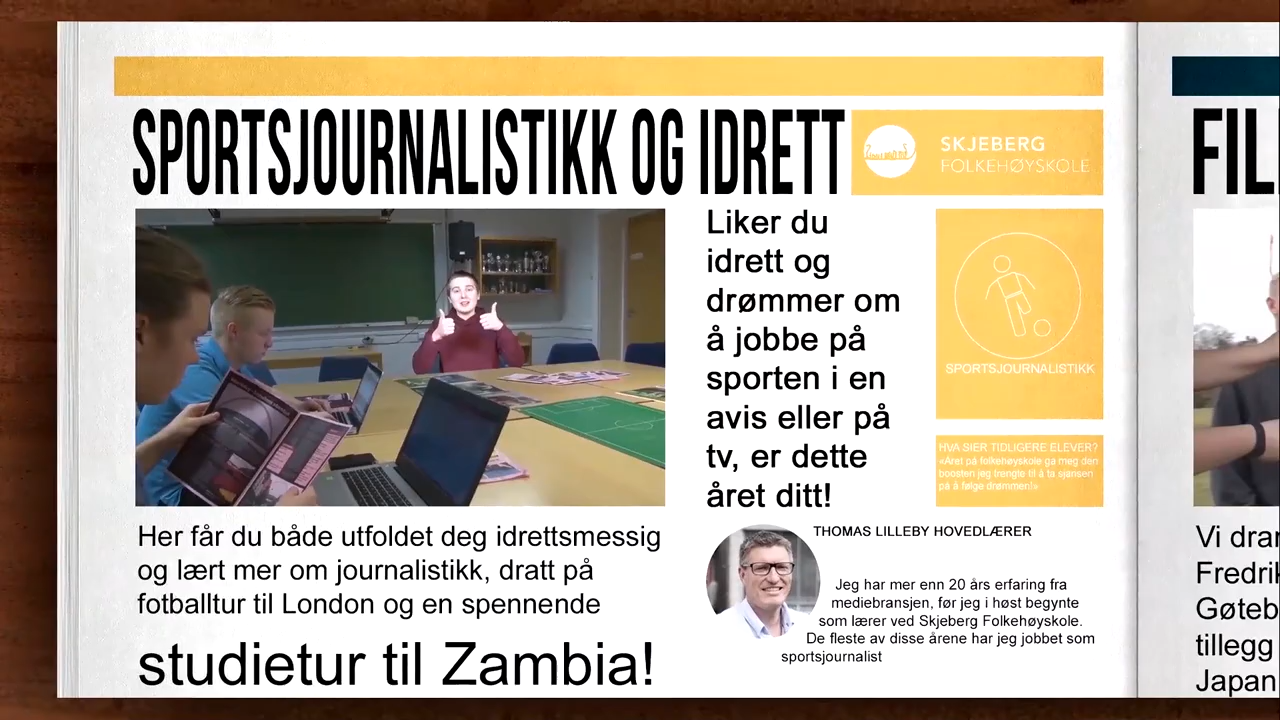 SPORTSJOURNALISTIKK OG IDRETT
SKJEBERG
FOLKEHØYSKOLE
Liker du
idrett og
drømmer om
å jobbe på
sporten i en
avis eller på
tv, er dette
året ditt!
SPORTSJOURNALISTIKK
HVA SIER TIDLIGERE ELEVER?
«Året på folkehøyskole ga meg den
boosten jeg trengte til å ta sjansen
på å følge drømmen!»
Her får du både utfoldet deg idrettsmessig
og lært mer om journalistikk, dratt på
fotballtur til London og en spennende
studietur til Zambia!
THOMAS LILLEBY HOVEDLÆRER
Jeg har mer enn 20 års erfaring fra
mediebransjen, før jeg i høst begynte
som lærer ved Skjeberg Folkehøyskole.
De fleste av disse årene har jeg jobbet som
sportsjournalist
FIL
Vi dra
Fredrik
Gøteb
tillegg
Japan